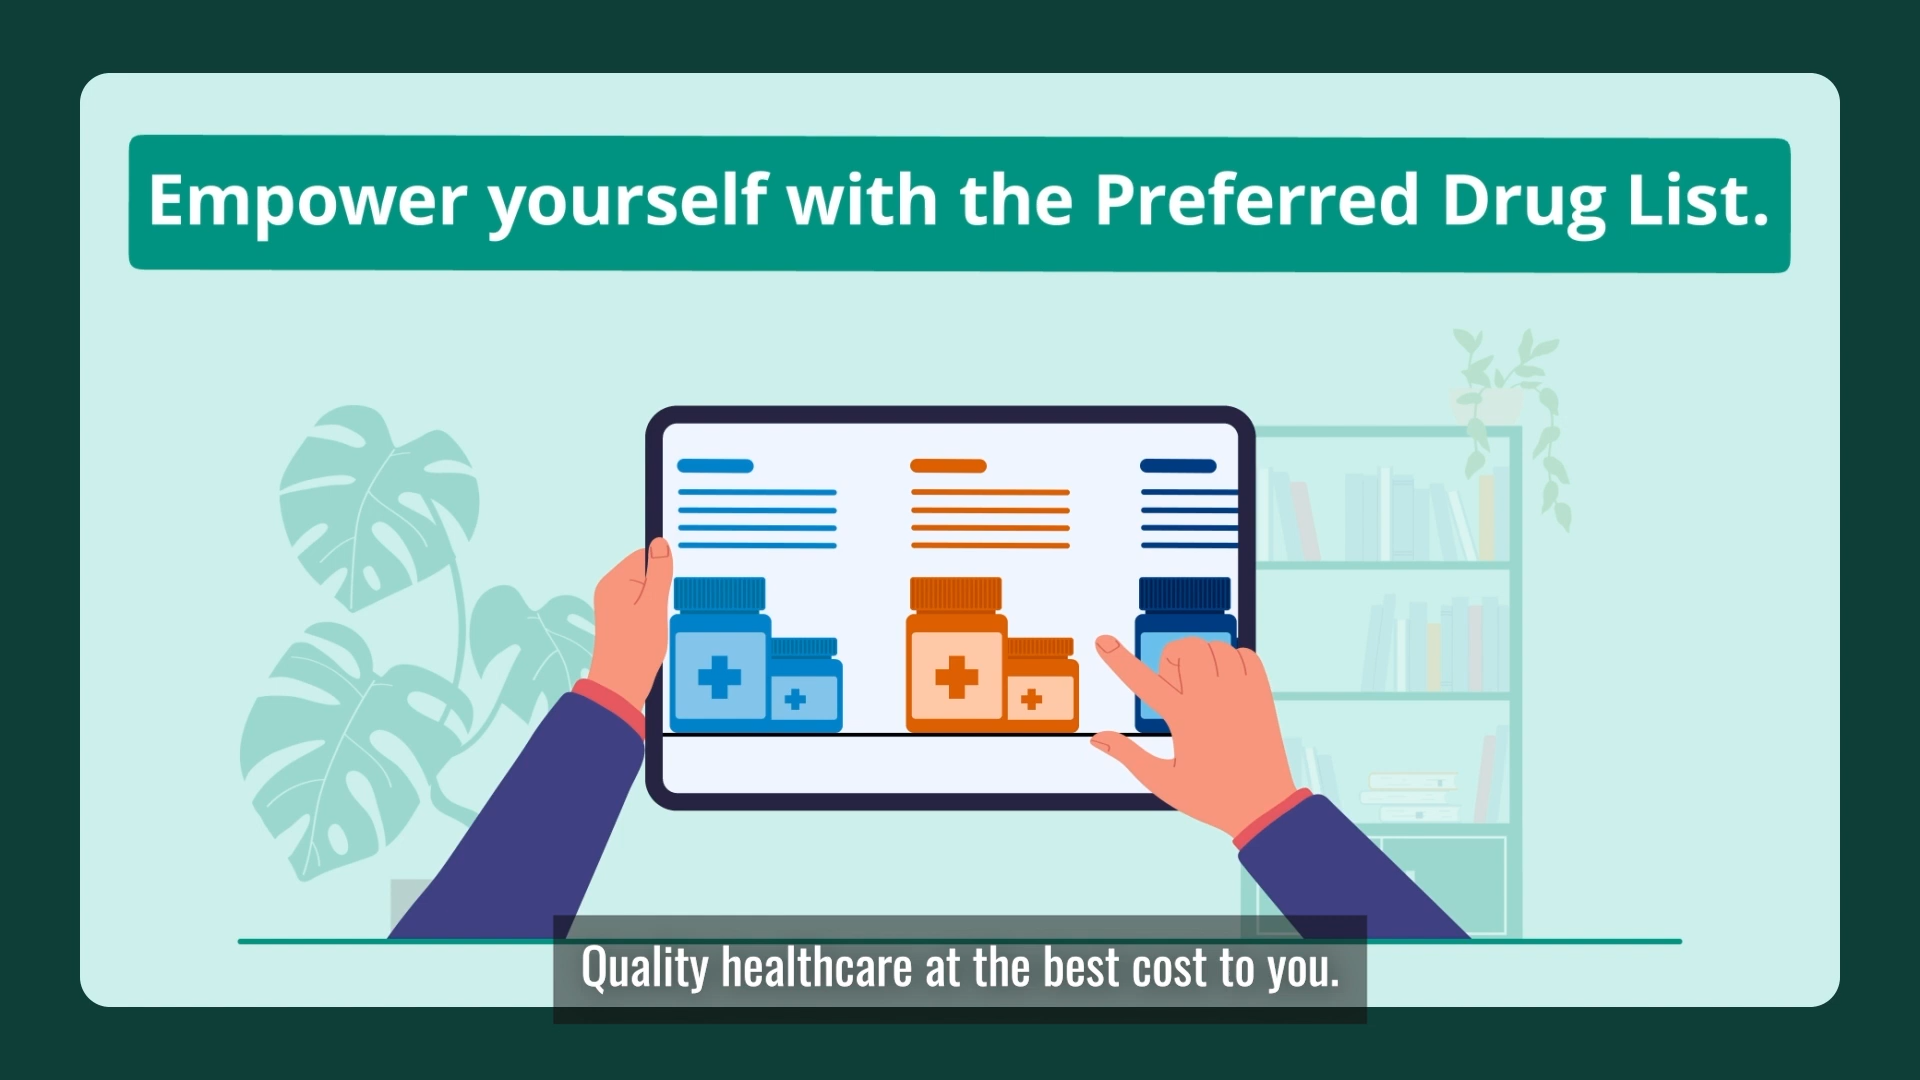 Empower yourself with the Preferred Drug List.
Quality healthcare at the best cost to you.